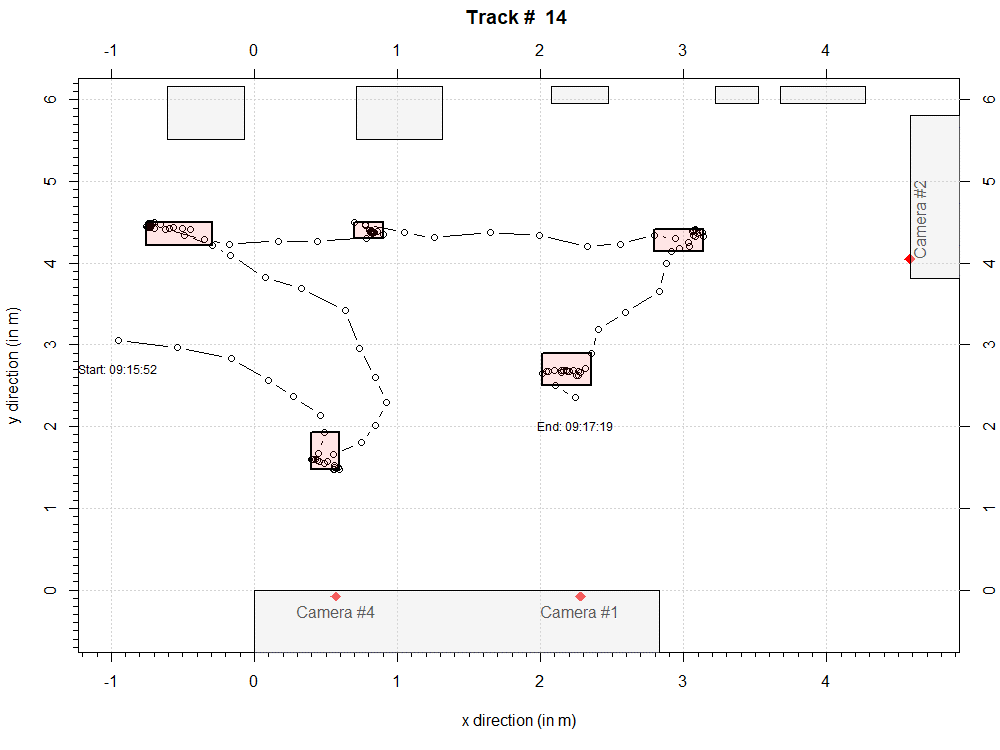 Track #  14
-1 0 1 2 3 4
6 6
5 5
Camera #2
4 4
y direction (in m)
3 3
Start: 09:15:52
2 2
End: 09:17:19
1 1
0 0
Camera #4 Camera #1
-1 0 1 2 3 4
x direction (in m)